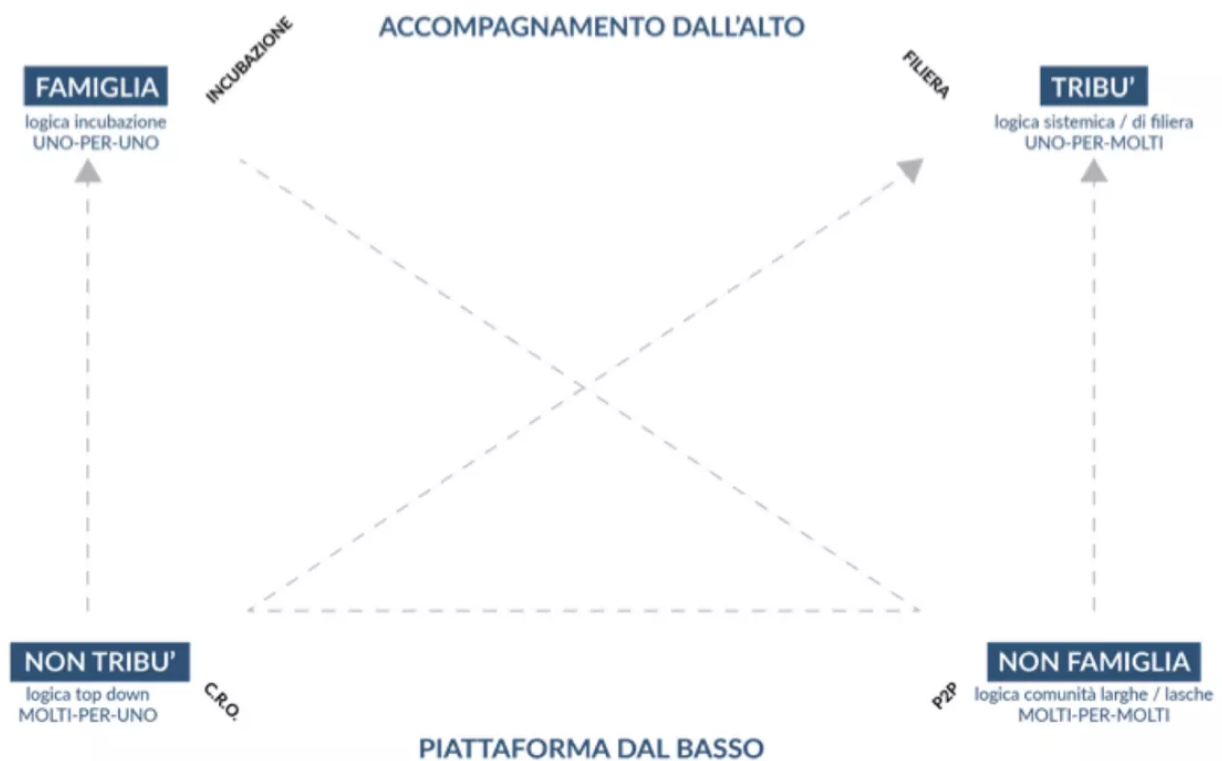 ACCOMPAGNAMENTO DALL'ALTO
FAMIGLIA
logica incubazione
UNO-PER-UNO
INCUBAZIONE
FILIERA
TRIBU'
logica sistemica / di filiera
UNO-PER-MOLTI
NON TRIBU'
logica top down
MOLTI-PER-UNO
C.R.O.
P2P
NON FAMIGLIA
logica comunità larghe / lasche
MOLTI-PER-MOLTI
PIATTAFORMA DAL BASSO